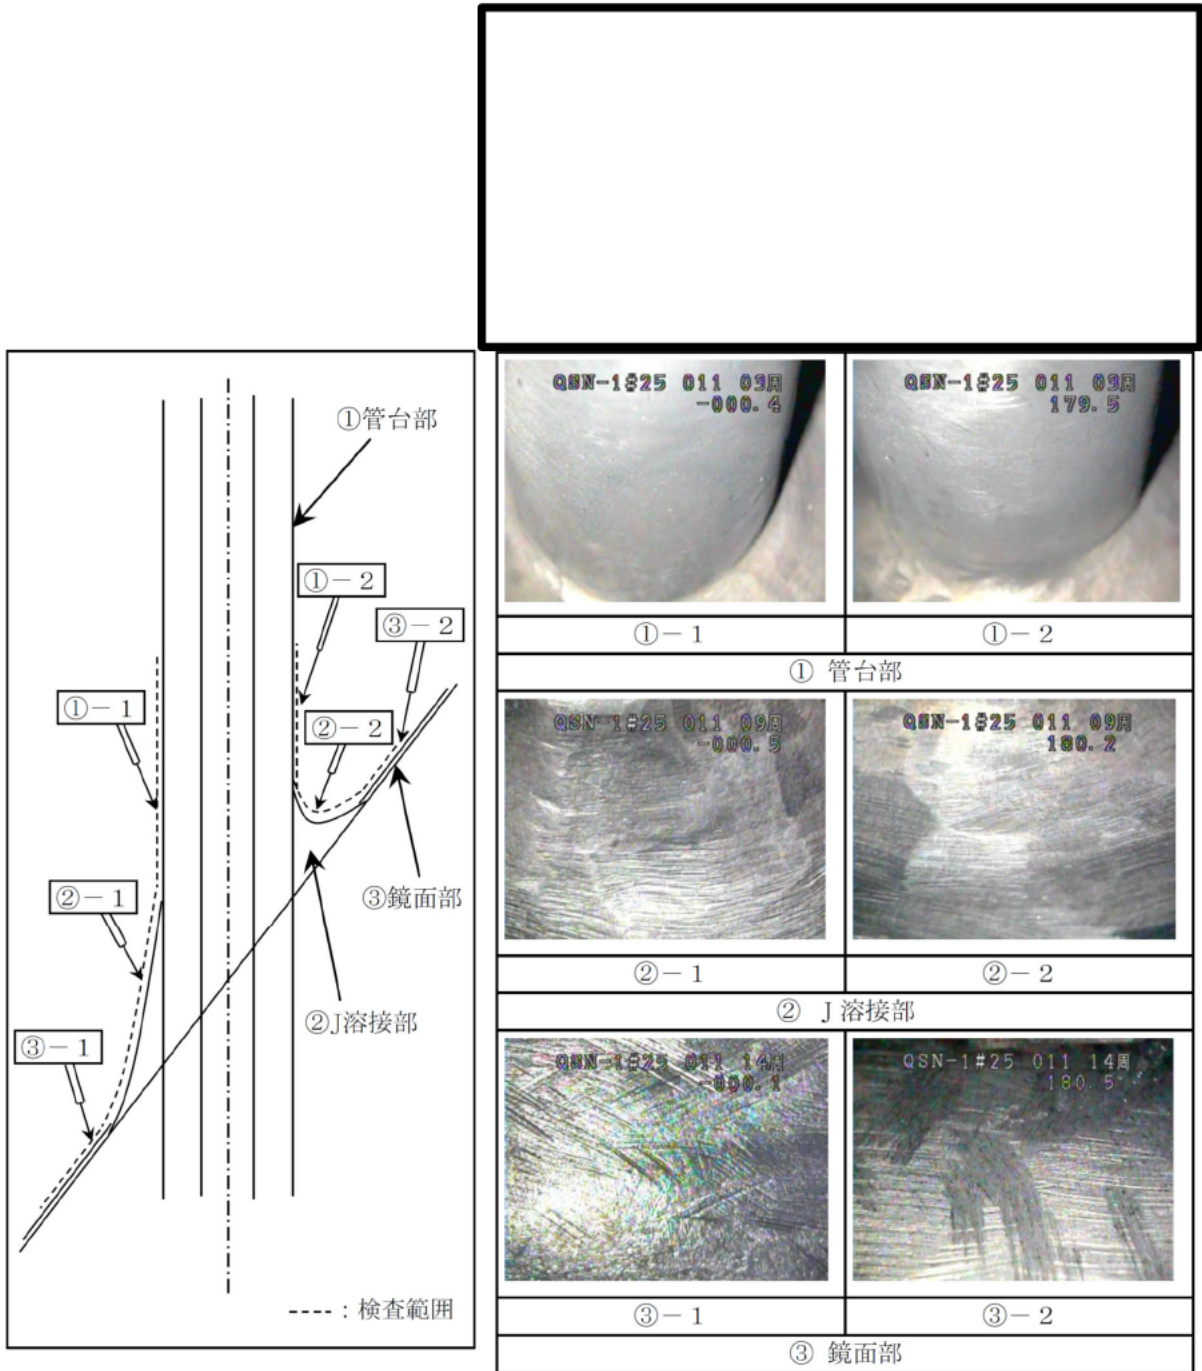 ①管台部
①－2
③－2
①－1
②－2
②－1
③鏡面部
②J溶接部
③－1
----：検査範囲
QSN-1#25 011 03周
-000.4
QSN-1#25 011 03周
179.5
①－1
①－2
① 管台部
QSN-1#25 011 09周
-000.5
QSN-1#25 011 09周
180.2
②－1
②－2
② J 溶接部
QSN-1#25 011 14周
-000.1
QSN-1#25 011 14周
180.5
③－1
③－2
③ 鏡面部